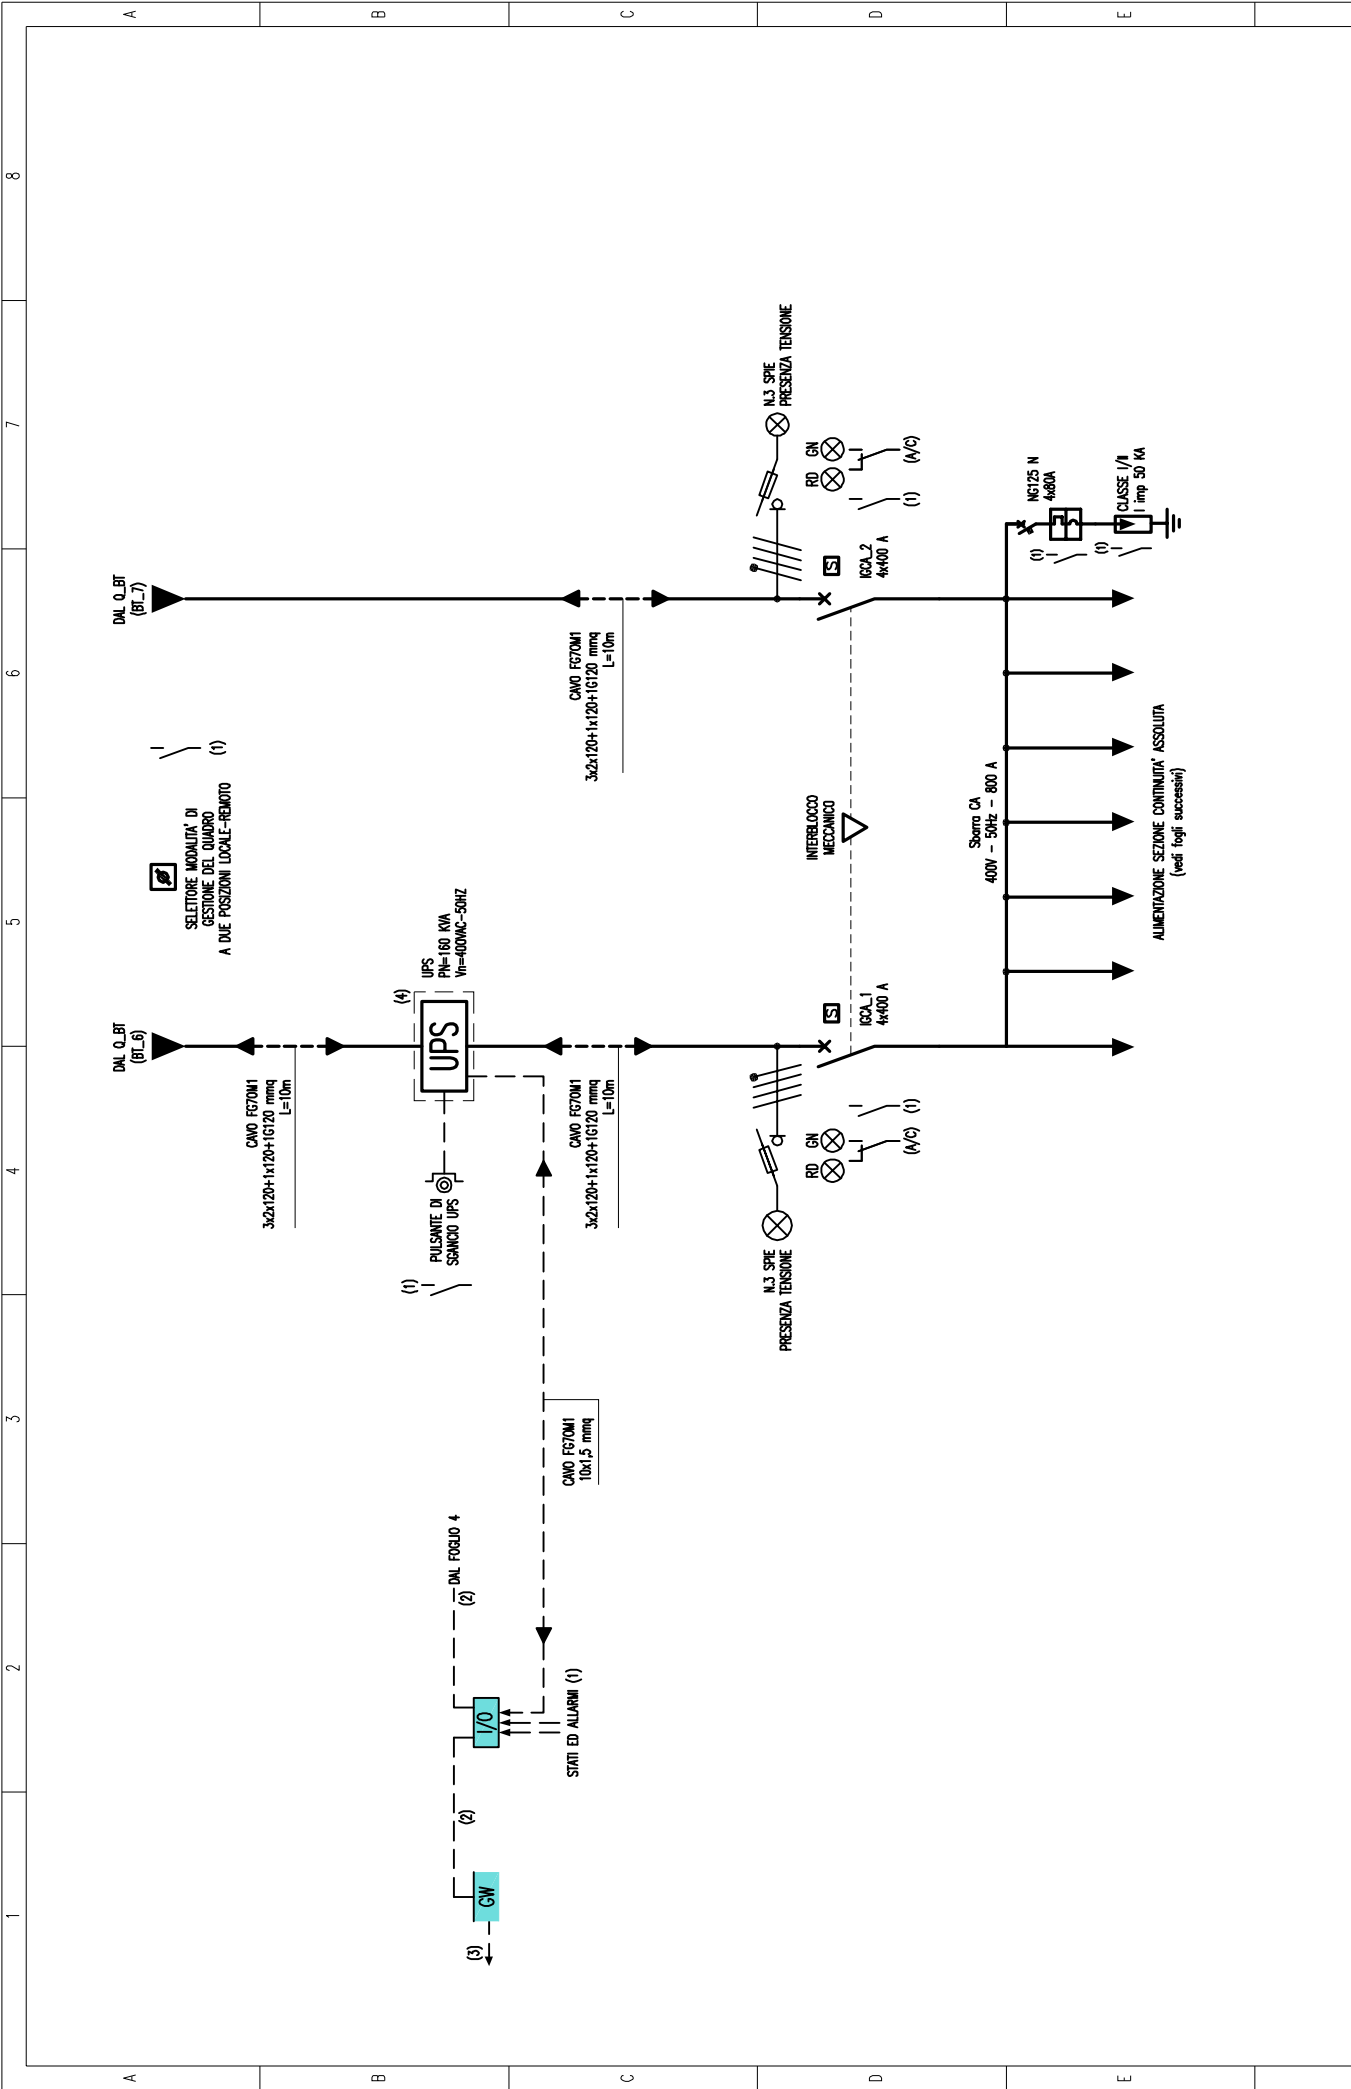 1
2
3
4
5
6
7
8
A
A
B
B
C
C
D
D
E
E
DAL Q_BT
(BT_6)
DAL Q_BT
(BT_7)
SELETTORE MODALITA' DI
GESTIONE DEL QUADRO
A DUE POSIZIONI LOCALE-REMOTO
(1)
CAVO FG7OM1
3x2x120+1x120+1G120 mmq
L=10m
(4)
UPS
UPS
PN=160 KVA
Vn=400VAC-50HZ
(1)
PULSANTE DI
SGANCIO UPS
DAL FOGLIO 4
(2)
(2)
(3)
GW
I/O
STATI ED ALLARMI (1)
CAVO FG7OM1
10x1,5 mmq
CAVO FG7OM1
3x2x120+1x120+1G120 mmq
L=10m
CAVO FG7OM1
3x2x120+1x120+1G120 mmq
L=10m
N.3 SPIE
PRESENZA TENSIONE
RD
GN
(A/C)
(1)
S
IGCA_1
4x400 A
INTERBLOCCO
MECCANICO
S
IGCA_2
4x400 A
N.3 SPIE
PRESENZA TENSIONE
RD
GN
(1)
(A/C)
Sbarra CA
400V - 50Hz - 800 A
NG125 N
4x80A
(1)
(1)
CLASSE I/II
I imp 50 KA
ALIMENTAZIONE SEZIONE CONTINUITA' ASSOLUTA
(vedi fogli successivi)